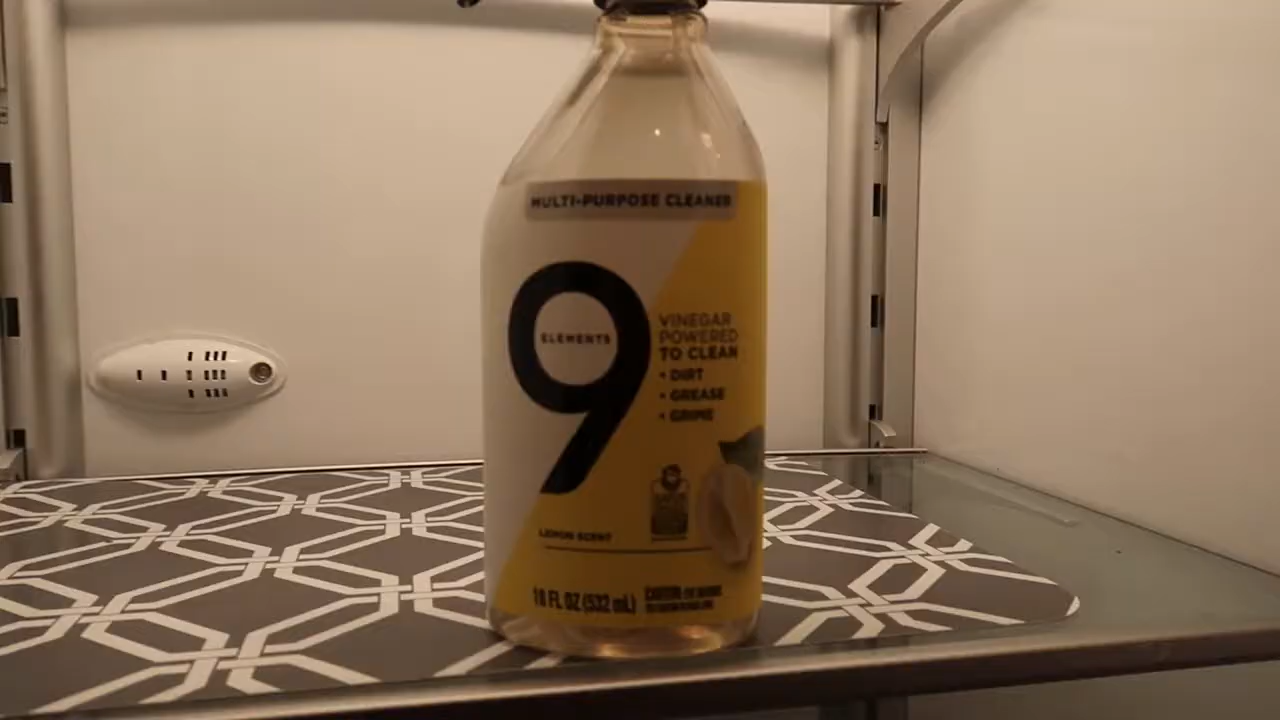 MULTI-PURPOSE CLEANER
9
ELEMENTS
VINEGAR
POWERED
TO CLEAN
• DIRT
• GREASE
• GRIME
LEMON SCENT
18 FL OZ (532 mL)
CAUTION: